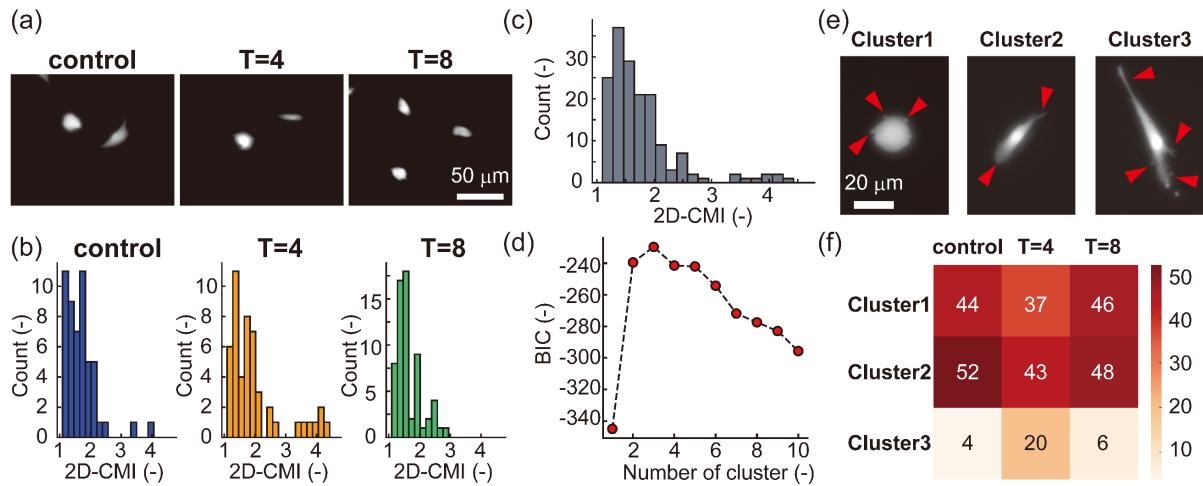 (a)
control
T=4
T=8
50 μm
(b)
control
T=4
T=8
Count (-)
10
8
6
4
2
0
1 2 3 4
2D-CMI (-)
Count (-)
10
8
6
4
2
0
1 2 3 4
2D-CMI (-)
Count (-)
15
10
5
0
1 2 3 4
2D-CMI (-)
(c)
Count (-)
30
20
10
0
1 2 3 4
2D-CMI (-)
(d)
BIC (-)
-240
-260
-280
-300
-320
-340
2 4 6 8 10
Number of cluster (-)
(e)
Cluster1
Cluster2
Cluster3
20 μm
(f)
control T=4 T=8
Cluster1 44 37 46
Cluster2 52 43 48
Cluster3 4 20 6
50
40
30
20
10